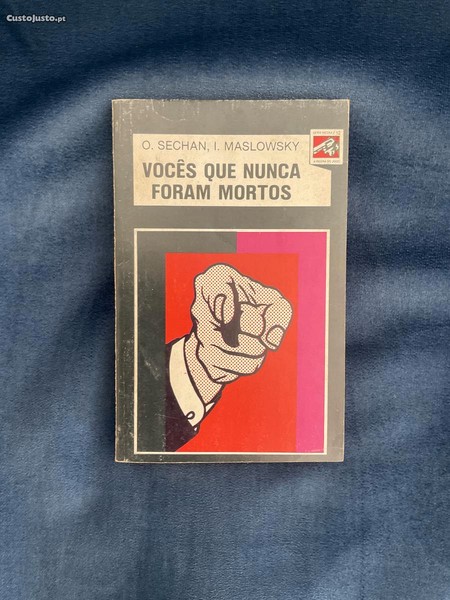 CustoJusto.pt
O. SECHAN, I. MASLOWSKY
VOCÊS QUE NUNCA
FORAM MORTOS